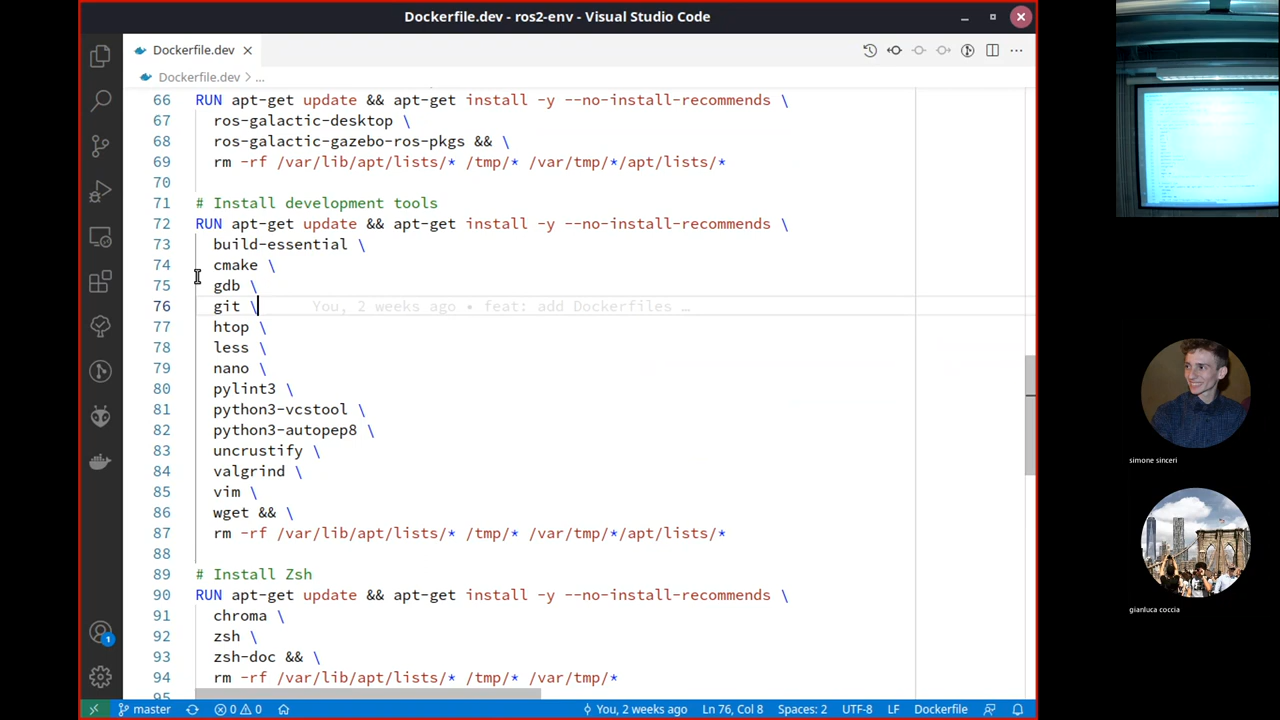 Dockerfile.dev - ros2-env - Visual Studio Code
Dockerfile.dev
Dockerfile.dev > ...
66 RUN apt-get update && apt-get install -y --no-install-recommends \
67 ros-galactic-desktop \
68 ros-galactic-gazebo-ros-pkgs && \
69 rm -rf /var/lib/apt/lists/* /tmp/* /var/tmp/*/apt/lists/*
70
71 # Install development tools
72 RUN apt-get update && apt-get install -y --no-install-recommends \
73 build-essential \
74 cmake \
75 gdb \
76 git \ You, 2 weeks ago • feat: add Dockerfiles …
77 htop \
78 less \
79 nano \
80 pylint3 \
81 python3-vcstool \
82 python3-autopep8 \
83 uncrustify \
84 valgrind \
85 vim \
86 wget && \
87 rm -rf /var/lib/apt/lists/* /tmp/* /var/tmp/*/apt/lists/*
88
89 # Install Zsh
90 RUN apt-get update && apt-get install -y --no-install-recommends \
91 chroma \
92 zsh \
93 zsh-doc && \
94 rm -rf /var/lib/apt/lists/* /tmp/* /var/tmp/*
95
1
master 0 0 You, 2 weeks ago Ln 76, Col 8 Spaces: 2 UTF-8 LF Dockerfile
simone sinceri
gianluca coccia